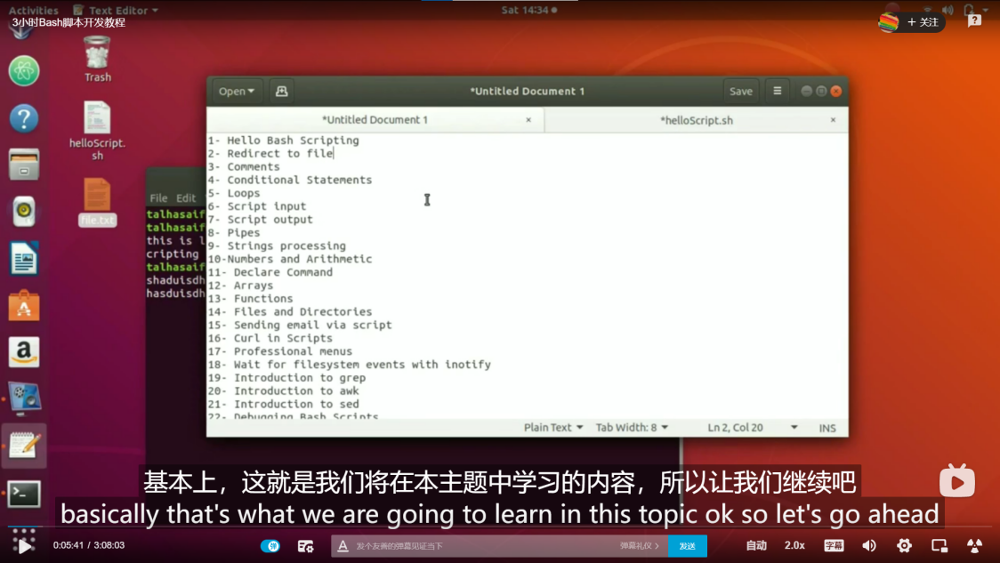 Activities
Text Editor
Sat 14:34
3小时Bash脚本开发教程
+ 关注
?
Trash
helloScript.
sh
file.txt
Open
*Untitled Document 1
Save
*Untitled Document 1
×
*helloScript.sh
×
1- Hello Bash Scripting
2- Redirect to file
3- Comments
4- Conditional Statements
5- Loops
6- Script input
7- Script output
8- Pipes
9- Strings processing
10-Numbers and Arithmetic
11- Declare Command
12- Arrays
13- Functions
14- Files and Directories
15- Sending email via script
16- Curl in Scripts
17- Professional menus
18- Wait for filesystem events with inotify
19- Introduction to grep
20- Introduction to awk
21- Introduction to sed
22- Debugging Bash Scripts
Plain Text
Tab Width: 8
Ln 2, Col 20
INS
File Edit
talhasaif
talhasaif
this is l
cripting
talhasaif
shaduisdh
hasduisdh
基本上，这就是我们将在本主题中学习的内容，所以让我们继续吧
basically that's what we are going to learn in this topic ok so let's go ahead
0:05:41 / 3:08:03
弹
A
发个友善的弹幕见证当下
弹幕礼仪 >
发送
自动
2.0x
字幕